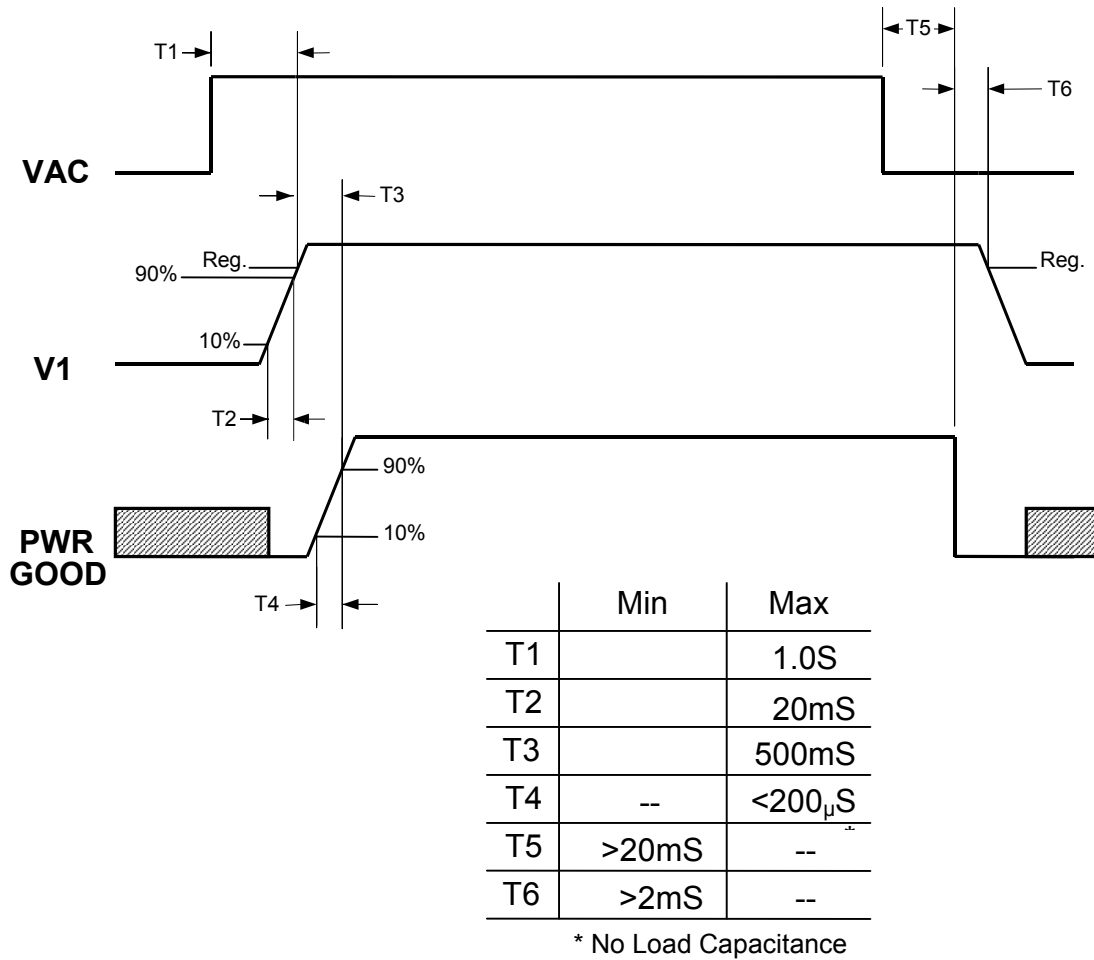 T5
T1
T6
VAC
T3
Reg.
Reg.
90%
10%
V1
T2
90%
10%
PWR
GOOD
T4
Min Max
T1 1.0S
T2 20mS
T3 500mS
T4 -- <200µS
*
T5 >20mS --
T6 >2mS --
* No Load Capacitance